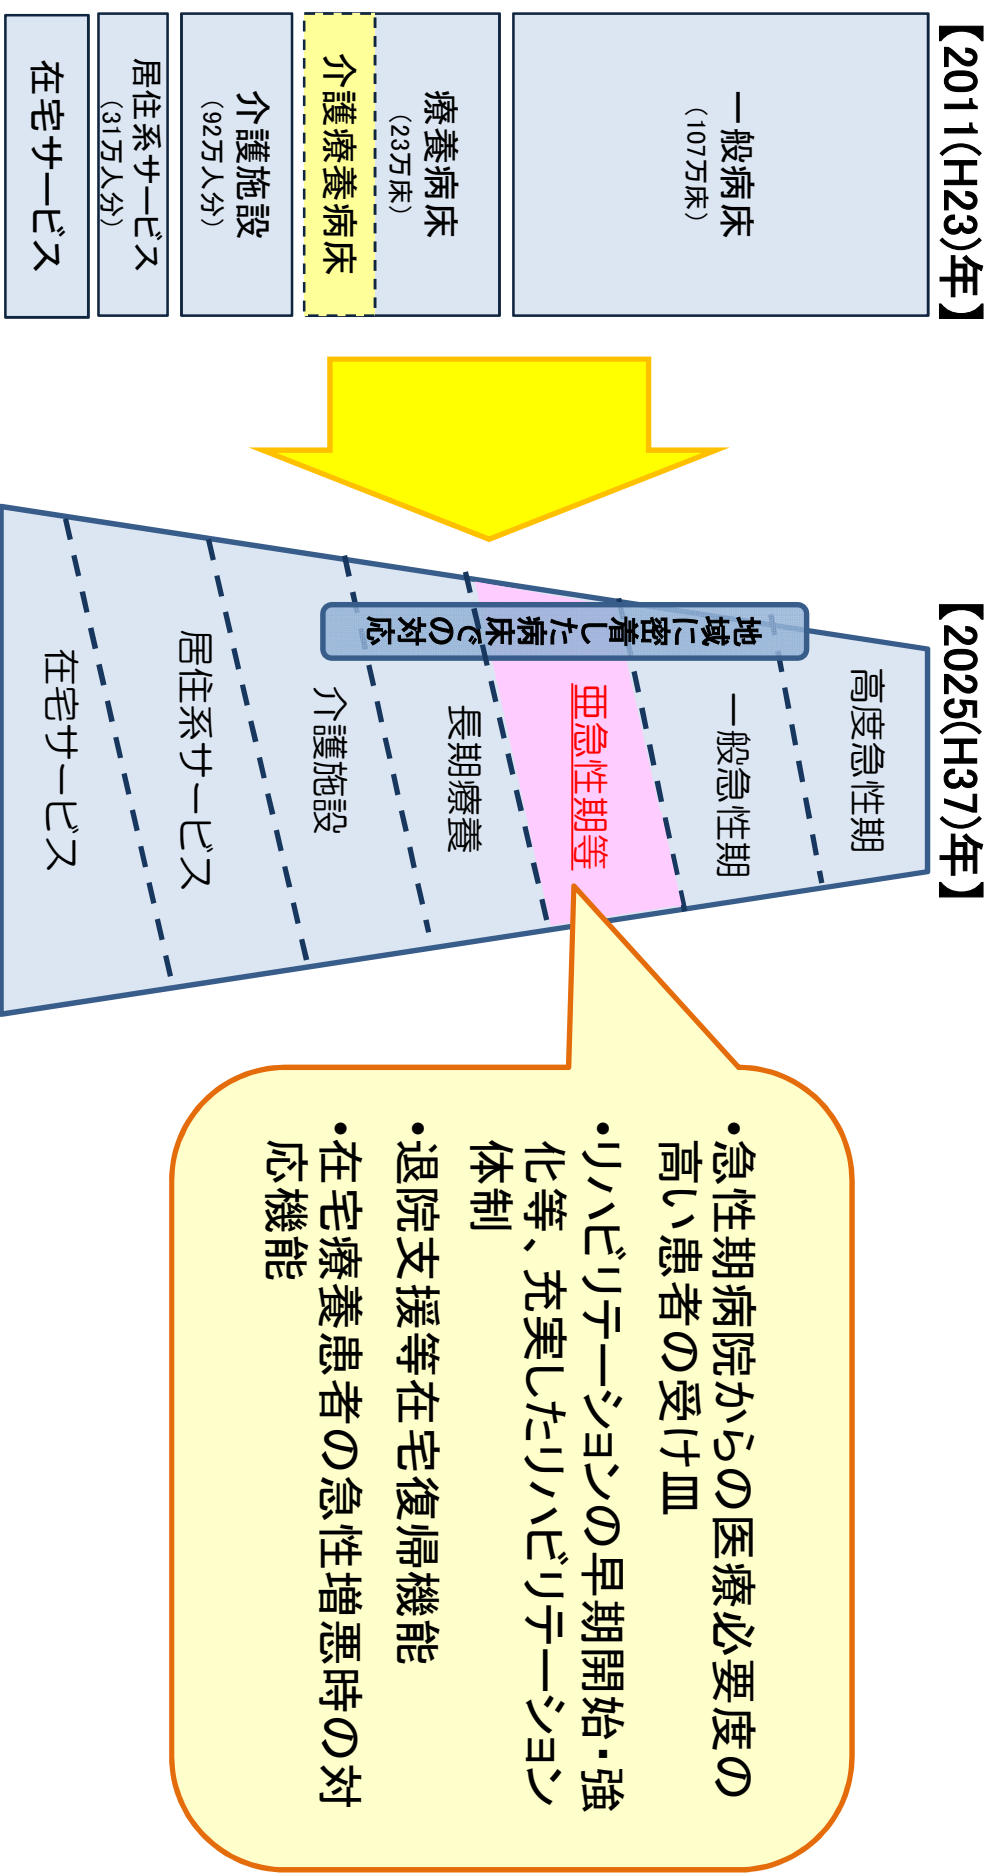 【2011(H23)年】
一般病床
（107万床）
療養病床
（23万床）
介護療養病床
介護施設
（92万人分）
居住系サービス
（31万人分）
在宅サービス
【2025(H37)年】
高度急性期
一般急性期
亜急性期等
長期療養
介護施設
居住系サービス
在宅サービス
地域に密着した病床での対応
・急性期病院からの医療必要度の
高い患者の受け皿
・リハビリテーションの早期開始・強
化等、充実したリハビリテーション
体制
・退院支援等在宅復帰機能
・在宅療養患者の急性増悪時の対
応機能